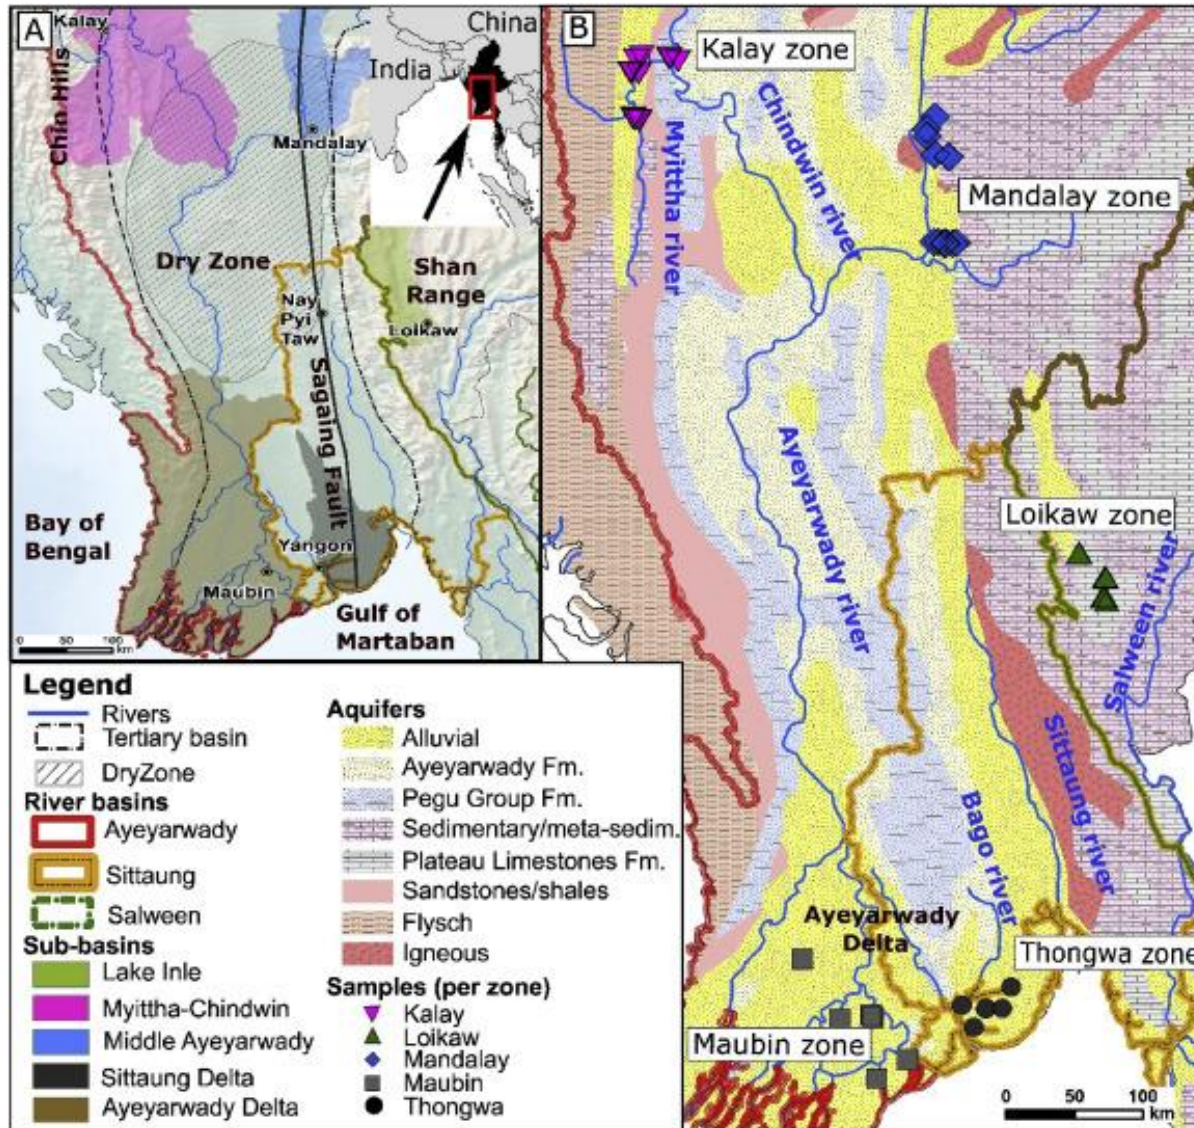 A
Kalay
Chin Hills
China
India
Mandalay
Dry Zone
Shan
Range
Nay
Pyi
Taw
Loikaw
Sagaing Fault
Bay of
Bengal
Yangon
Maubin
Gulf of
Martaban
0 50 100
km
B
Kalay zone
Myittha river
Chindwin river
Mandalay zone
Ayeyarwady river
Loikaw zone
Salween river
Sittaung river
Bago river
Ayeyarwady
Delta
Thongwa zone
Maubin zone
0 50 100
km
Legend
Rivers
Tertiary basin
DryZone
River basins
Ayeyarwady
Sittaung
Salween
Sub-basins
Lake Inle
Myittha-Chindwin
Middle Ayeyarwady
Sittaung Delta
Ayeyarwady Delta
Aquifers
Alluvial
Ayeyarwady Fm.
Pegu Group Fm.
Sedimentary/meta-sedim.
Plateau Limestones Fm.
Sandstones/shales
Flysch
Igneous
Samples (per zone)
Kalay
Loikaw
Mandalay
Maubin
Thongwa